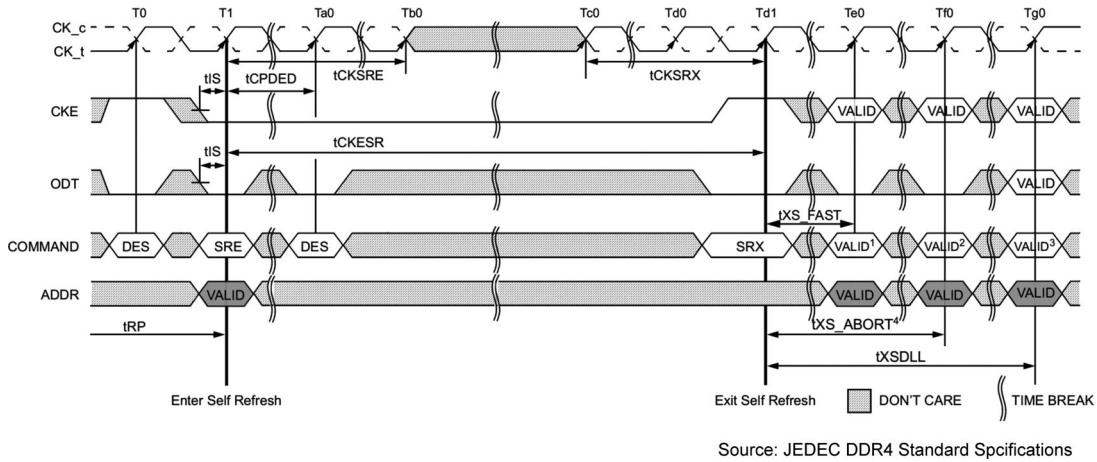 T0 T1 Ta0 Tb0 Tc0 Td0 Td1 Te0 Tf0 Tg0
CK_c
CK_t
tIS tCPDED tCKSRE tCKSRX
CKE VALID VALID VALID
tIS tCKESR
ODT VALID
tXS_FAST
COMMAND DES SRE DES SRX VALID1 VALID2 VALID3
ADDR VALID VALID VALID VALID
tRP tXS_ABORT4
tXSDLL
Enter Self Refresh Exit Self Refresh DON'T CARE TIME BREAK
Source: JEDEC DDR4 Standard Spcifications